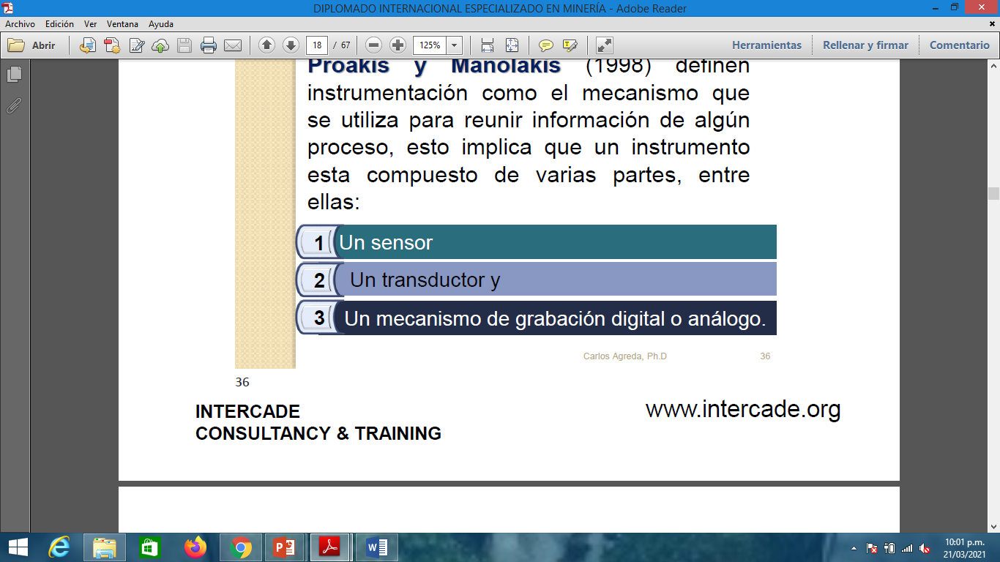 DIPLOMADO INTERNACIONAL ESPECIALIZADO EN MINERÍA - Adobe Reader
Archivo Edición Ver Ventana Ayuda
Abrir 18 / 67 125% Herramientas Rellenar y firmar Comentario
Proakis y Manolakis (1998) definen
instrumentación como el mecanismo que
se utiliza para reunir información de algún
proceso, esto implica que un instrumento
esta compuesto de varias partes, entre
ellas:
1 Un sensor
2 Un transductor y
3 Un mecanismo de grabación digital o análogo.
Carlos Agreda, Ph.D 36
36
INTERCADE www.intercade.org
CONSULTANCY & TRAINING
10:01 p.m.
21/03/2021